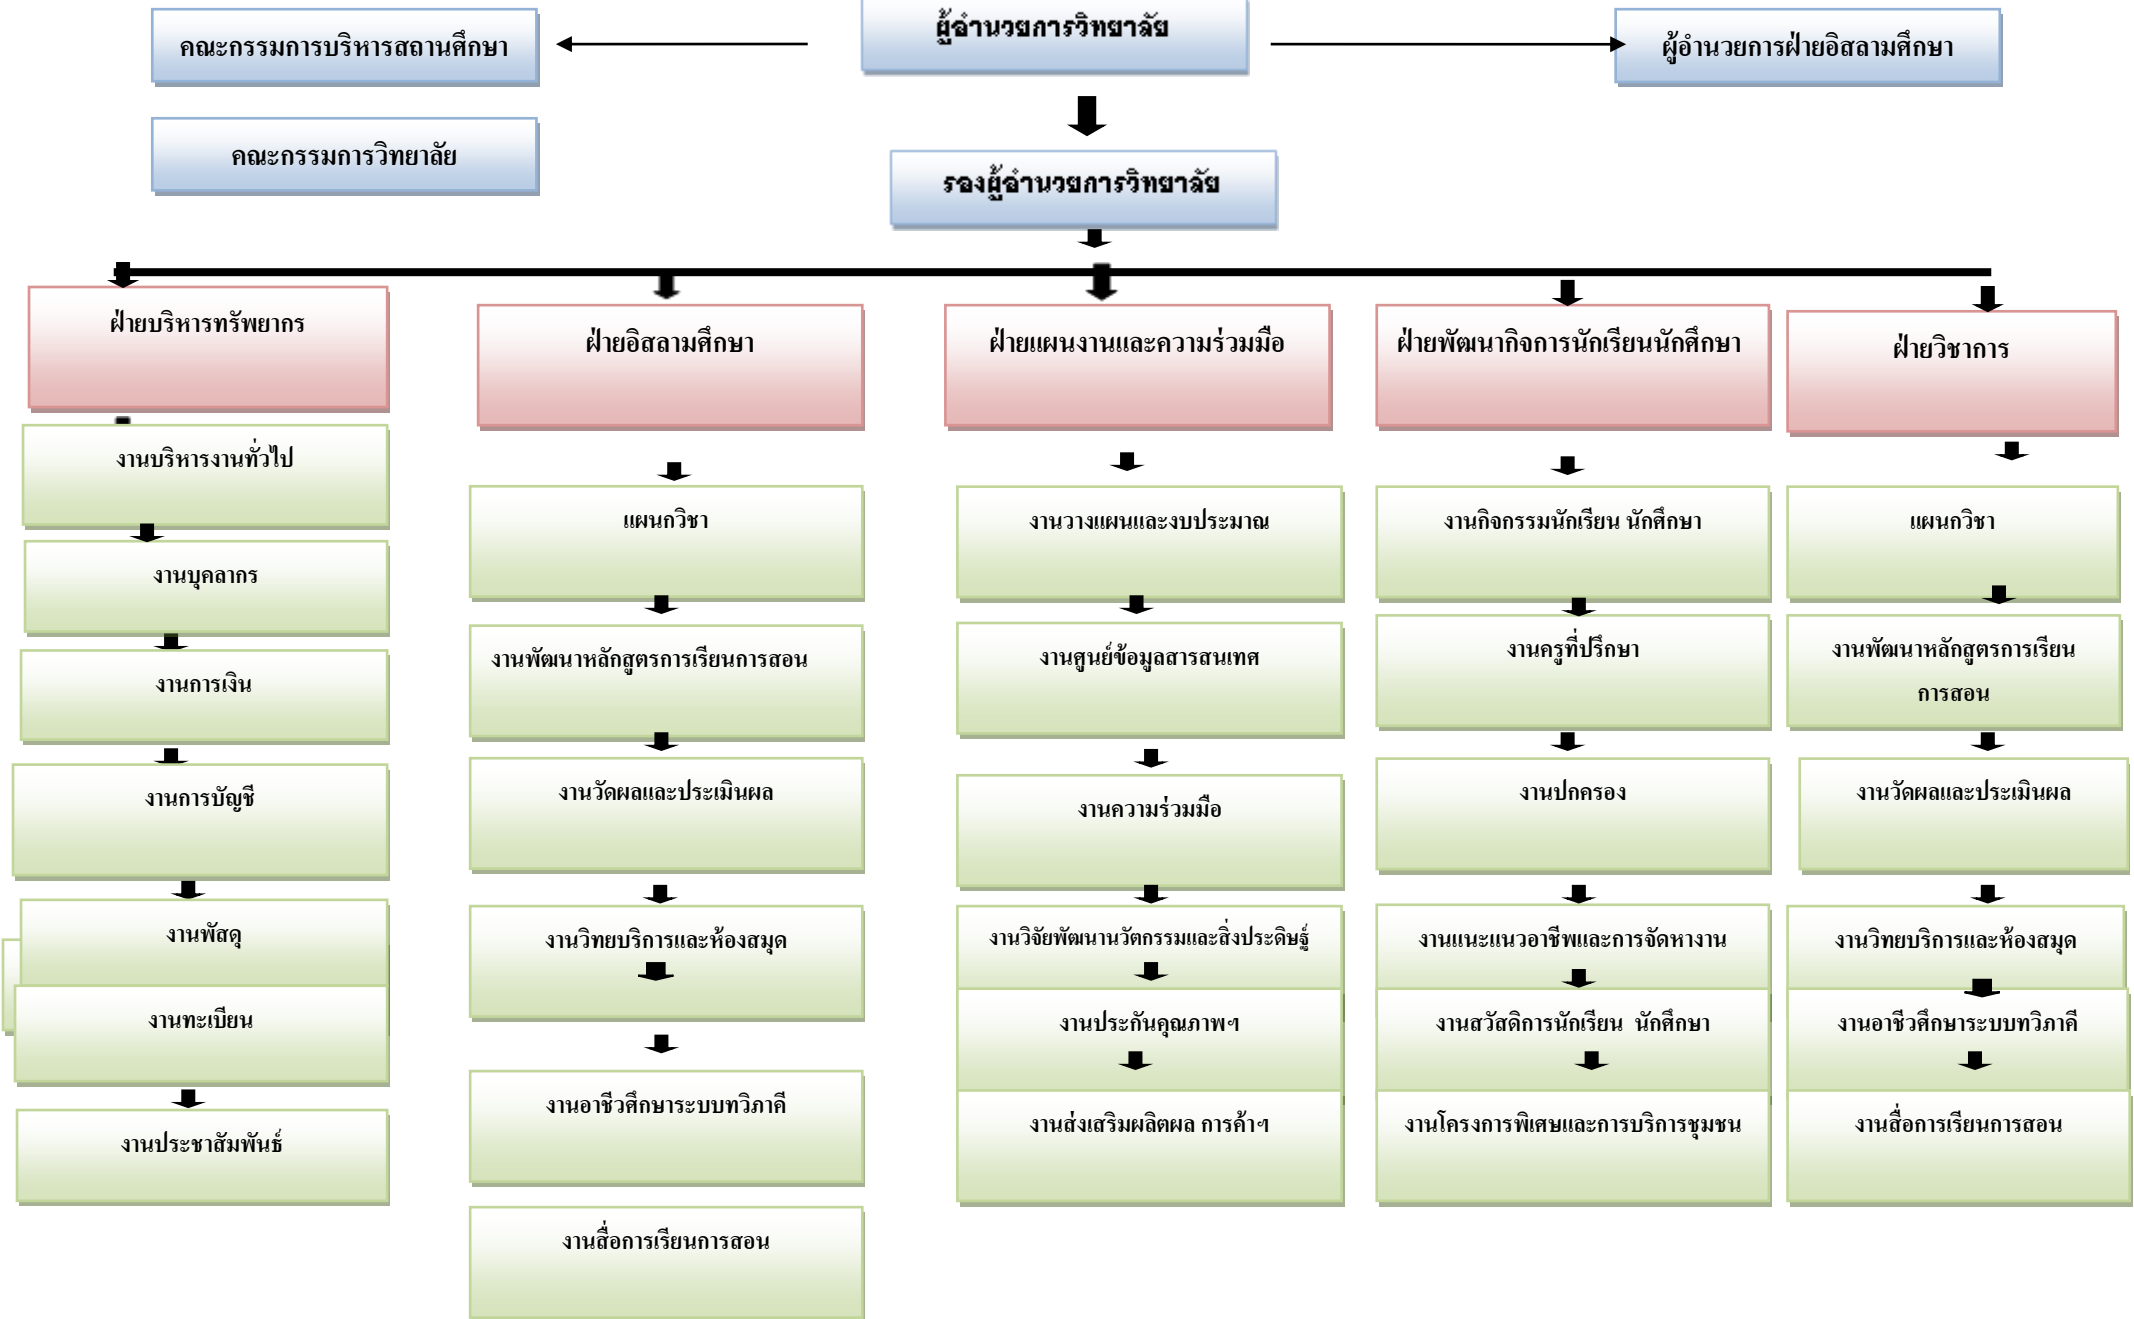 คณะกรรมการบริหารสถานศึกษา
ผู้อำนวยการวิทยาลัย
ผู้อำนวยการฝ่ายอิสลามศึกษา
คณะกรรมการวิทยาลัย
รองผู้อำนวยการวิทยาลัย
ฝ่ายบริหารทรัพยากร
งานบริหารงานทั่วไป
งานบุคลากร
งานการเงิน
งานการบัญชี
งานพัสดุ
งานทะเบียน
งานประชาสัมพันธ์
ฝ่ายอิสลามศึกษา
แผนกวิชา
งานพัฒนาหลักสูตรการเรียนการสอน
งานวัดผลและประเมินผล
งานวิทยบริการและห้องสมุด
งานอาชีวศึกษาระบบทวิภาคี
งานสื่อการเรียนการสอน
ฝ่ายแผนงานและความร่วมมือ
งานวางแผนและงบประมาณ
งานศูนย์ข้อมูลสารสนเทศ
งานความร่วมมือ
งานวิจัยพัฒนานวัตกรรมและสิ่งประดิษฐ์
งานประกันคุณภาพฯ
งานส่งเสริมผลิตผล การค้าฯ
ฝ่ายพัฒนากิจการนักเรียนนักศึกษา
งานกิจกรรมนักเรียน นักศึกษา
งานครูที่ปรึกษา
งานปกครอง
งานแนะแนวอาชีพและการจัดหางาน
งานสวัสดิการนักเรียน นักศึกษา
งานโครงการพิเศษและการบริการชุมชน
ฝ่ายวิชาการ
แผนกวิชา
งานพัฒนาหลักสูตรการเรียน
การสอน
งานวัดผลและประเมินผล
งานวิทยบริการและห้องสมุด
งานอาชีวศึกษาระบบทวิภาคี
งานสื่อการเรียนการสอน